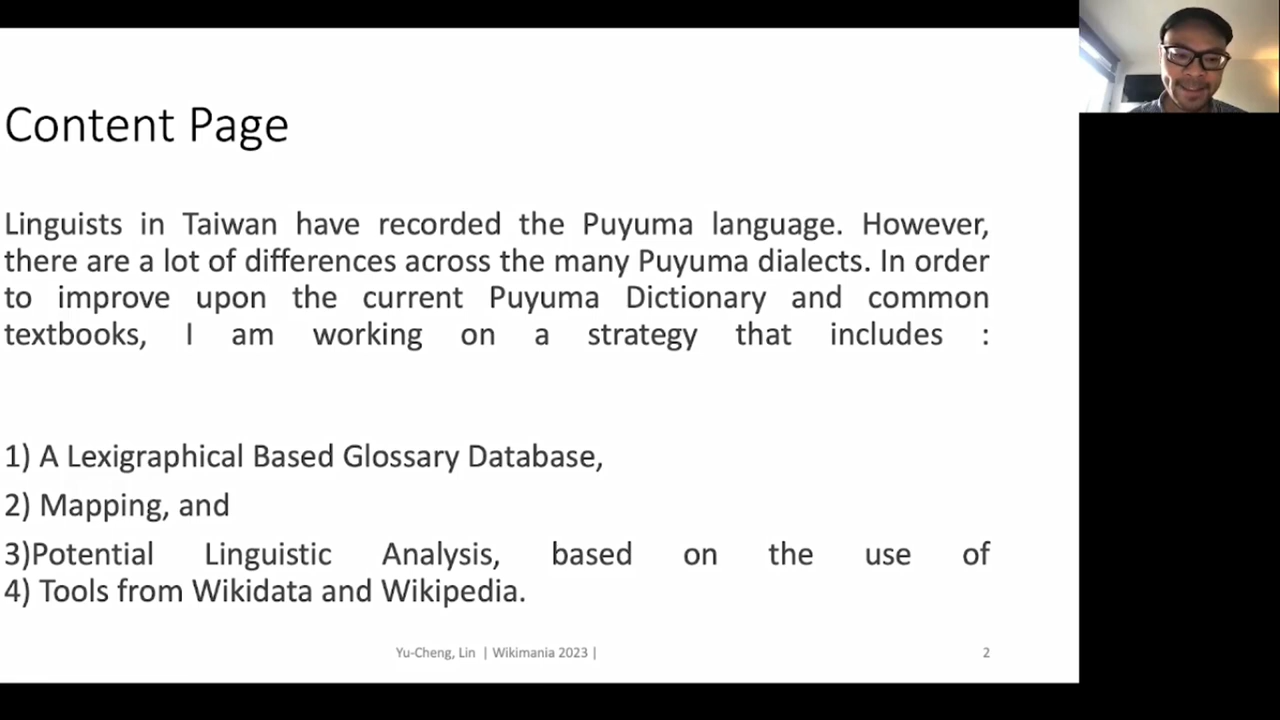 Content Page
Linguists in Taiwan have recorded the Puyuma language. However,
there are a lot of differences across the many Puyuma dialects. In order
to improve upon the current Puyuma Dictionary and common
textbooks, I am working on a strategy that includes :
1) A Lexigraphical Based Glossary Database,
2) Mapping, and
3)Potential Linguistic Analysis, based on the use of
4) Tools from Wikidata and Wikipedia.
Yu-Cheng, Lin | Wikimania 2023 |
2